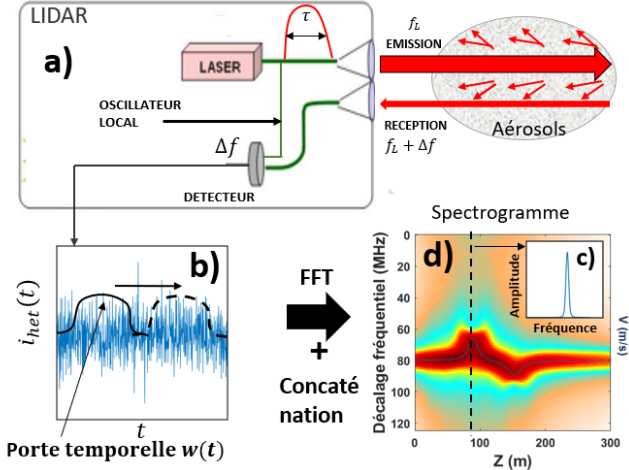 LIDAR
a)
τ
LASER
OSCILLATEUR
LOCAL
Δf
DETECTEUR
f_L
EMISSION
RECEPTION
f_L + Δf
Aérosols
b)
i_het(t)
t
Porte temporelle w(t)
FFT
+
Concaté
nation
Spectrogramme
d)
c)
Amplitude
Fréquence
Décalage fréquentiel (MHz)
0
20
40
60
80
100
120
0
100
200
300
Z (m)
V
(m/s)